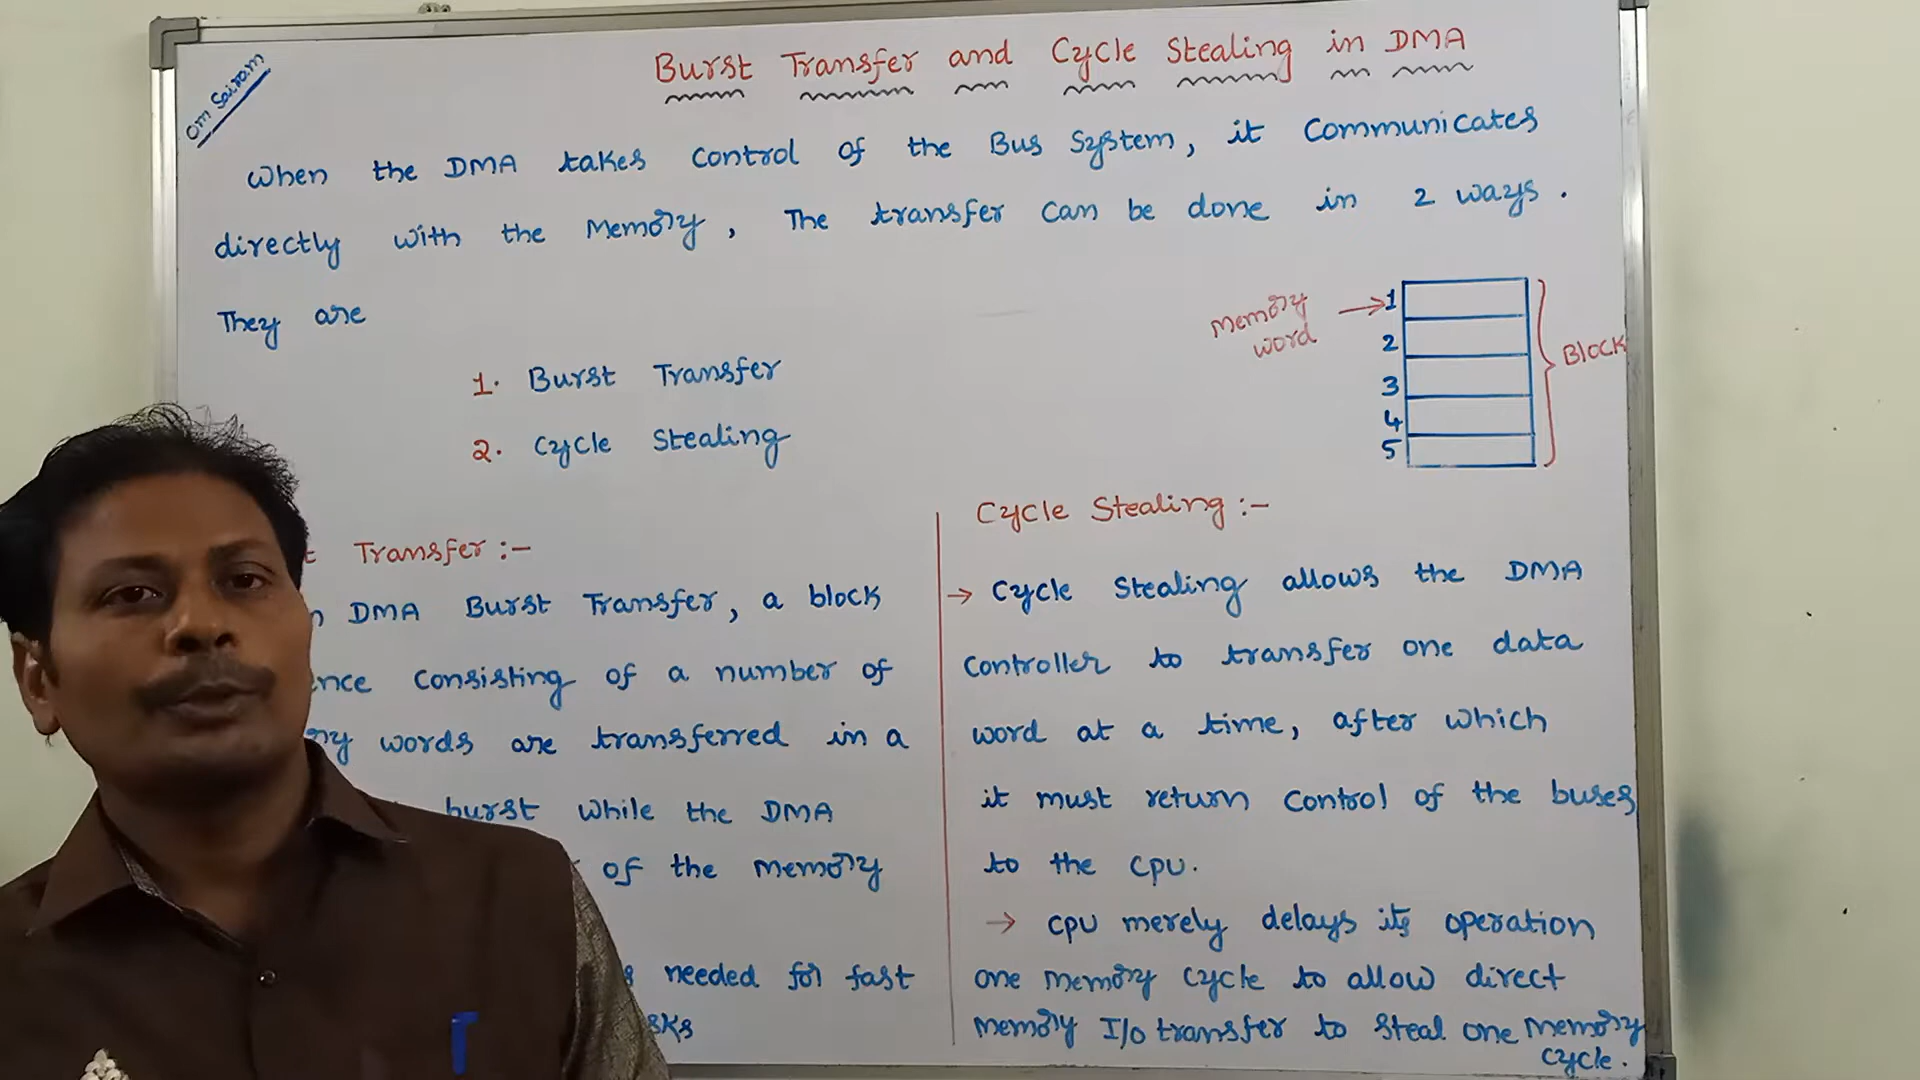 Om Sairam
Burst Transfer and Cycle Stealing in DMA
When the DMA takes control of the Bus System, it communicates
directly with the Memory, The transfer can be done in 2 ways.
They are
1. Burst Transfer
2. Cycle Stealing
Memory
word
1
2
3
4
5
Block
Transfer :-
DMA Burst Transfer, a block
consisting of a number of
words are transferred in a
burst while the DMA
of the memory
needed for fast
Cycle Stealing :-
→ Cycle Stealing allows the DMA
controller to transfer one data
word at a time, after which
it must return control of the buses
to the CPU.
→ CPU merely delays its operation
one memory cycle to allow direct
memory I/O transfer to steal one memory
cycle.